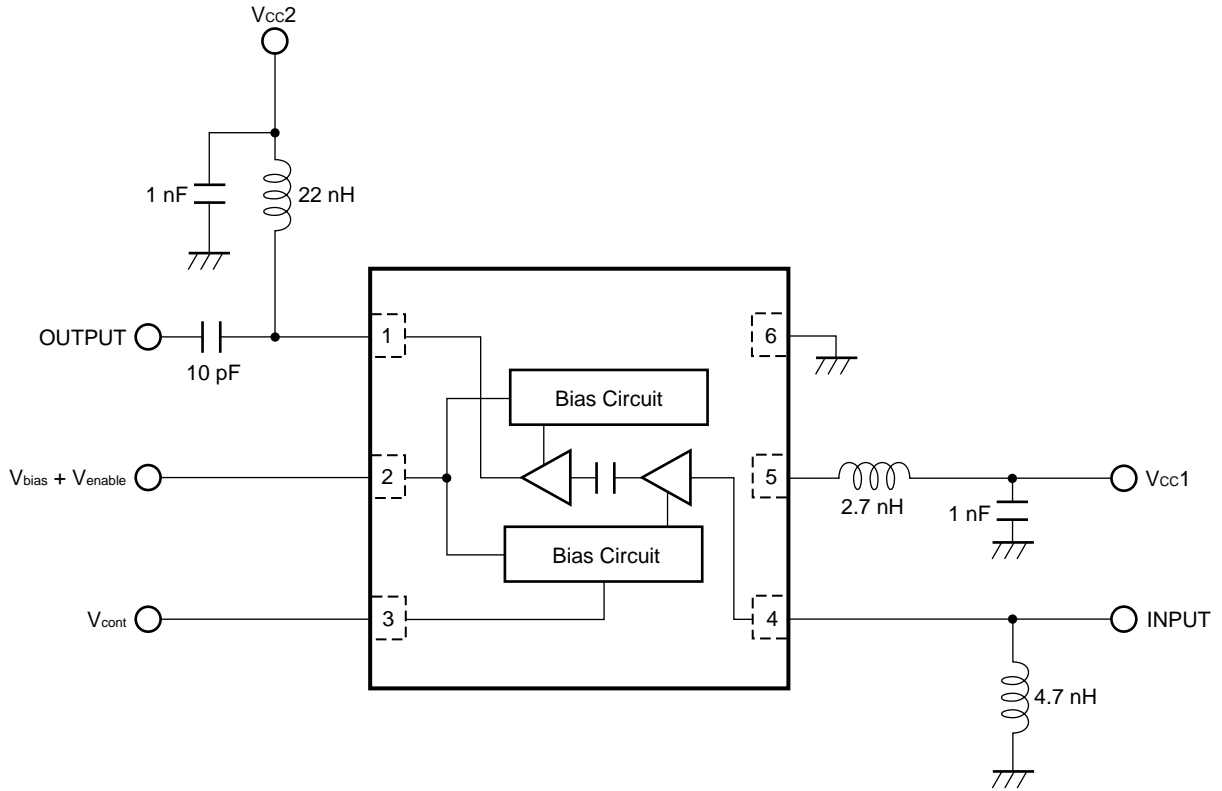 VCC2
1 nF
22 nH
OUTPUT
10 pF
1
6
Bias Circuit
Vbias + Venable
2
5
2.7 nH
1 nF
VCC1
Bias Circuit
Vcont
3
4
INPUT
4.7 nH